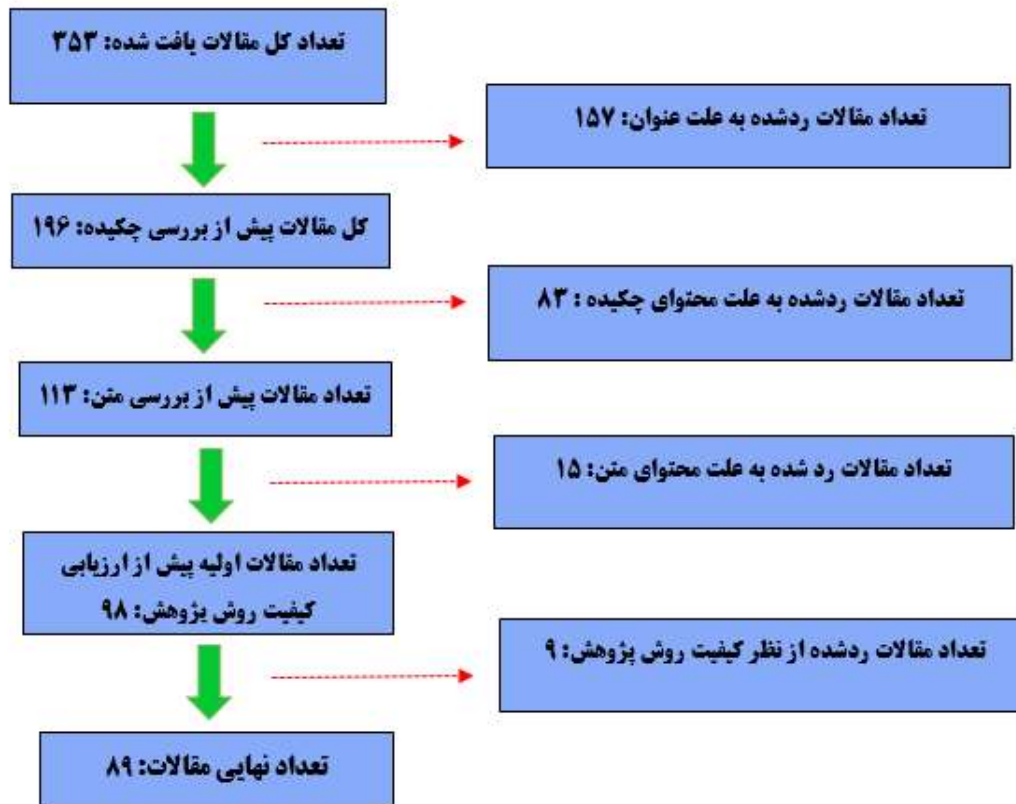 تعداد کل مقالات یافت شده: ۳۵۳
تعداد مقالات ردشده به علت عنوان: ۱۵۷
کل مقالات پیش از بررسی چکیده: ۱۹۶
تعداد مقالات ردشده به علت محتوای چکیده : ۸۳
تعداد مقالات پیش از بررسی متن: ۱۱۳
تعداد مقالات رد شده به علت محتوای متن: ۱۵
تعداد مقالات اولیه پیش از ارزیابی
کیفیت روش پژوهش: ۹۸
تعداد مقالات ردشده از نظر کیفیت روش پژوهش: ۹
تعداد نهایی مقالات: ۸۹